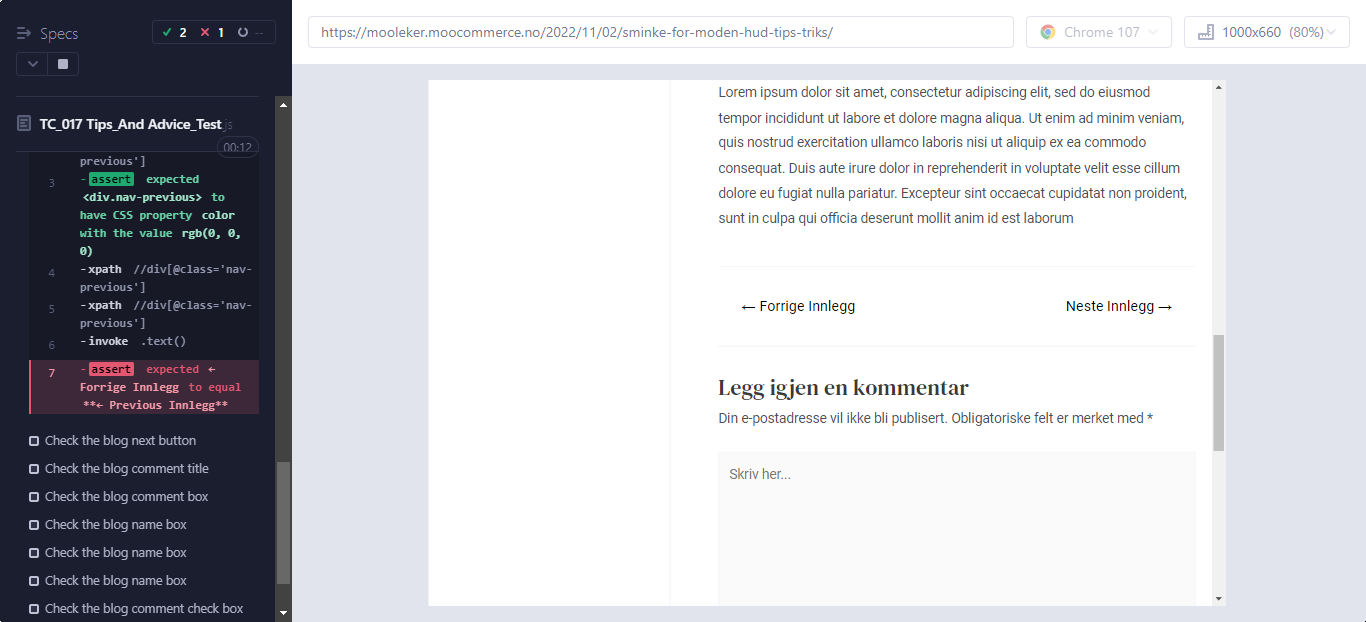 Specs
2
1
--
https://mooleker.moocommerce.no/2022/11/02/sminke-for-moden-hud-tips-triks/
Chrome 107
1000x660 (80%)
TC_017 Tips_And Advice_Test.js
00:12
previous']
3 -assert expected
<div.nav-previous> to
have CSS property color
with the value rgb(0, 0,
0)
4 -xpath //div[@class='nav-
previous']
5 -xpath //div[@class='nav-
previous']
6 -invoke .text()
7 -assert expected ←
Forrige Innlegg to equal
**← Previous Innlegg**
Check the blog next button
Check the blog comment title
Check the blog comment box
Check the blog name box
Check the blog name box
Check the blog name box
Check the blog comment check box
Lorem ipsum dolor sit amet, consectetur adipiscing elit, sed do eiusmod
tempor incididunt ut labore et dolore magna aliqua. Ut enim ad minim veniam,
quis nostrud exercitation ullamco laboris nisi ut aliquip ex ea commodo
consequat. Duis aute irure dolor in reprehenderit in voluptate velit esse cillum
dolore eu fugiat nulla pariatur. Excepteur sint occaecat cupidatat non proident,
sunt in culpa qui officia deserunt mollit anim id est laborum
← Forrige Innlegg
Neste Innlegg →
Legg igjen en kommentar
Din e-postadresse vil ikke bli publisert. Obligatoriske felt er merket med *
Skriv her...